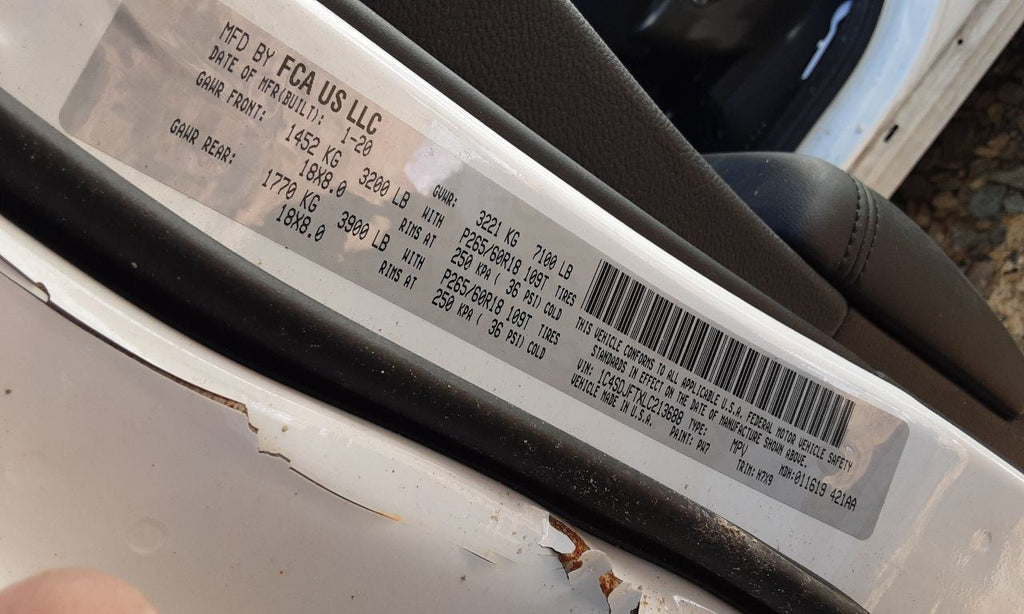 MFD BY FCA US LLC
DATE OF MFR(BUILT): 1-20
GVWR: 3221 KG 7100 LB
GAWR FRONT: 1452 KG 3200 LB WITH P265/60R18 109T TIRES
18X8.0 RIMS AT 250 KPA ( 36 PSI) COLD
GAWR REAR: 1770 KG 3900 LB WITH P265/60R18 109T TIRES
18X8.0 RIMS AT 250 KPA ( 36 PSI) COLD
THIS VEHICLE CONFORMS TO ALL APPLICABLE U.S.A. FEDERAL MOTOR VEHICLE SAFETY
STANDARDS IN EFFECT ON THE DATE OF MANUFACTURE SHOWN ABOVE.
VIN: 1C4SDJFTXLC213688 TYPE: MPV MDH:011619 421AA
VEHICLE MADE IN U.S.A. PAINT: PW7 TRIM: H7X9